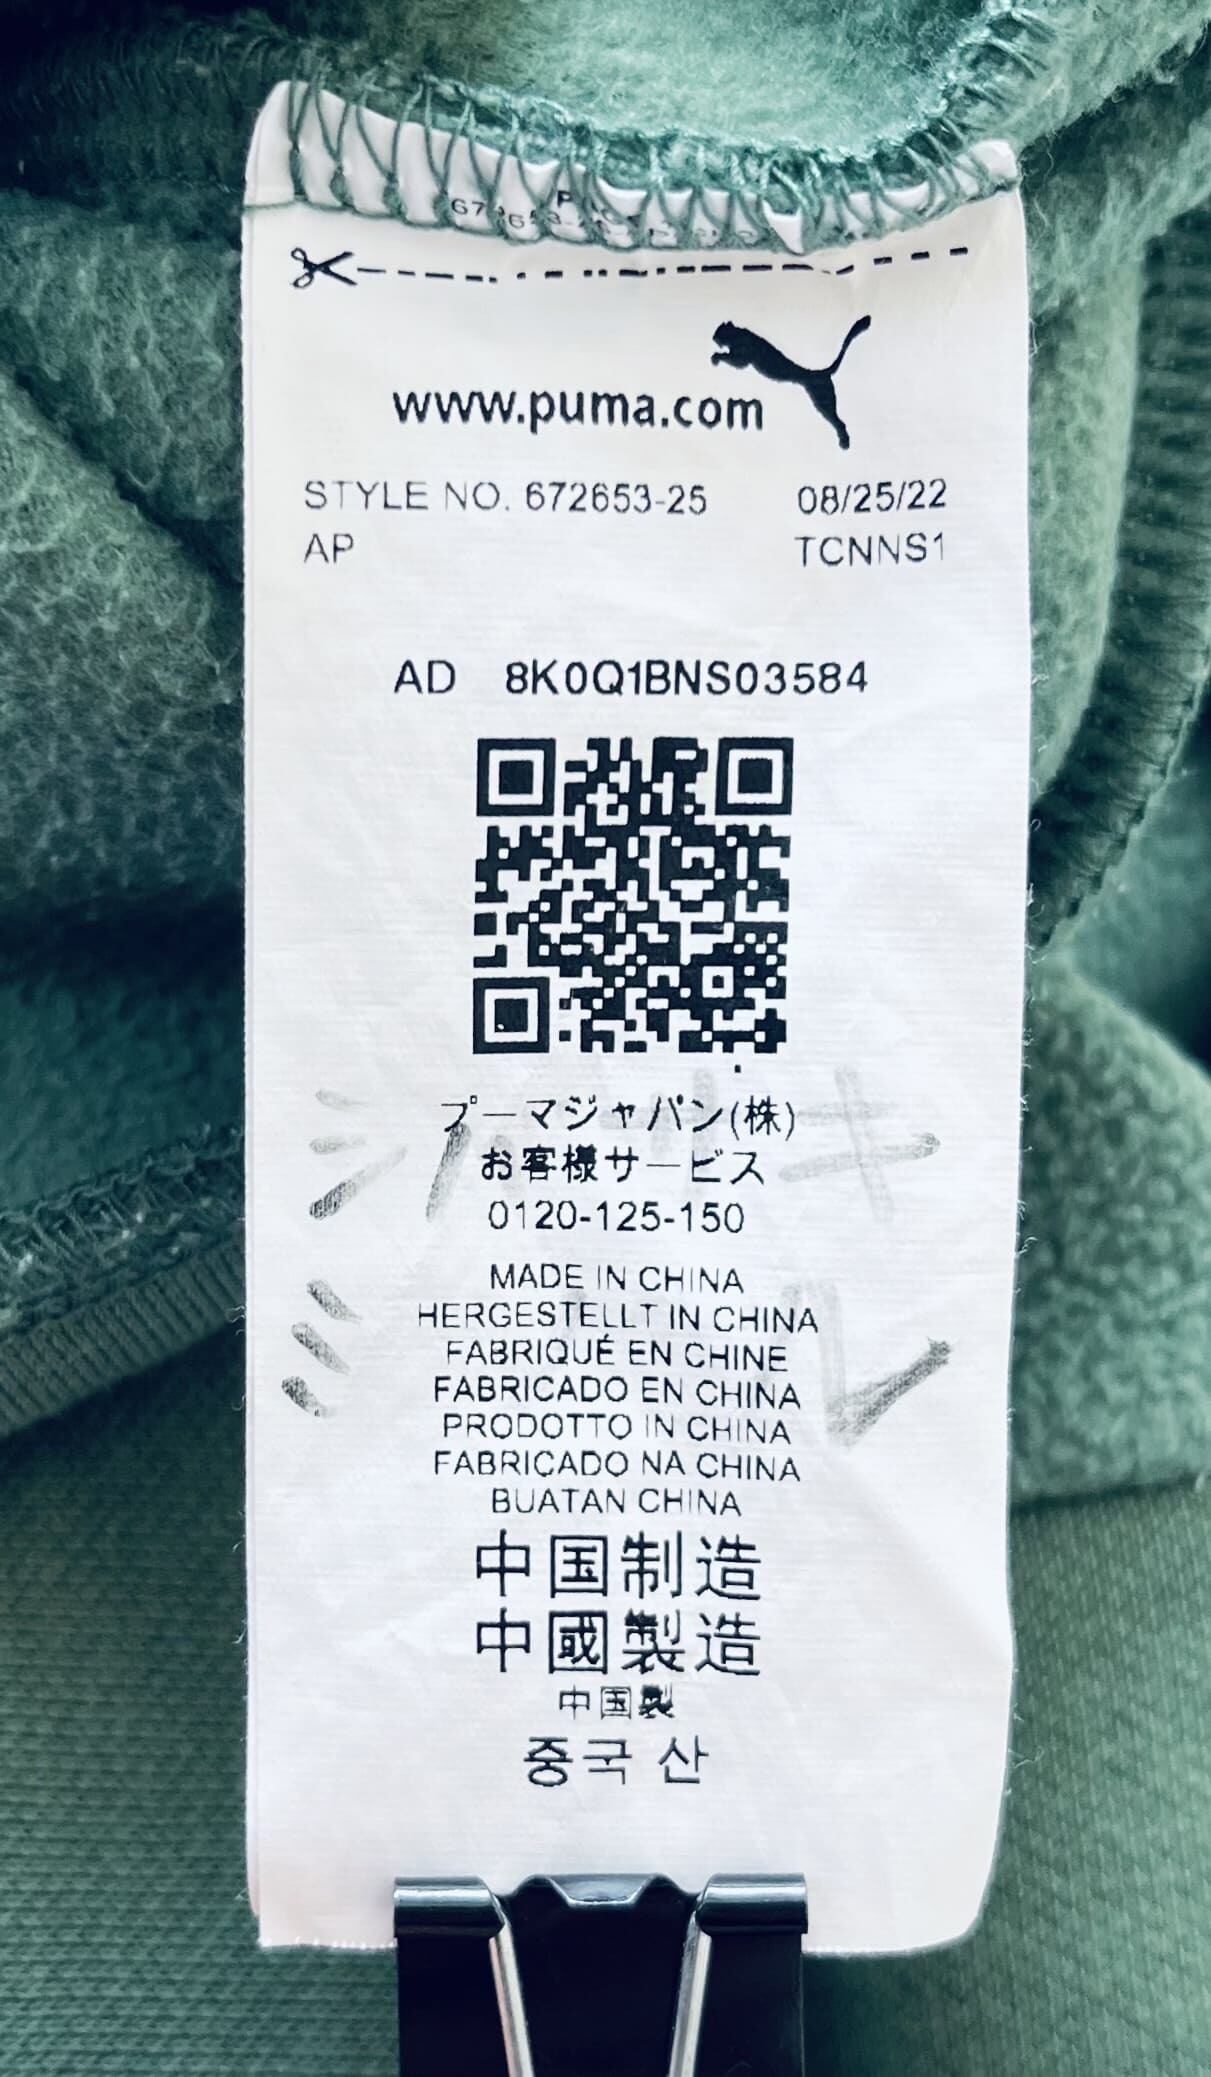 www.puma.com
STYLE NO. 672653-25 08/25/22
AP TCNNS1
AD 8K0Q1BNS03584
プーマジャパン(株)
お客様サービス
0120-125-150
MADE IN CHINA
HERGESTELLT IN CHINA
FABRIQUÉ EN CHINE
FABRICADO EN CHINA
PRODOTTO IN CHINA
FABRICADO NA CHINA
BUATAN CHINA
中国制造
中國製造
中国製
중국 산